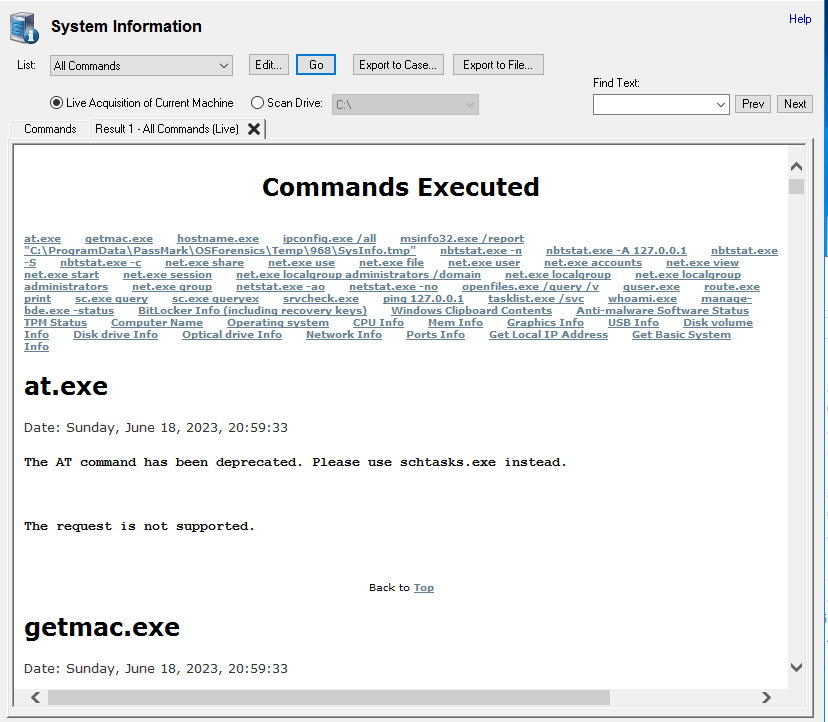 System Information
Help
List: All Commands Edit... Go Export to Case... Export to File...
Find Text:
Live Acquisition of Current Machine Scan Drive: C:\ Prev Next
Commands Result 1 - All Commands (Live)
Commands Executed
at.exe getmac.exe hostname.exe ipconfig.exe /all msinfo32.exe /report
"C:\ProgramData\PassMark\OSForensics\Temp\968\SysInfo.tmp" nbtstat.exe -n nbtstat.exe -A 127.0.0.1 nbtstat.exe
-S nbtstat.exe -c net.exe share net.exe use net.exe file net.exe user net.exe accounts net.exe view
net.exe start net.exe session net.exe localgroup administrators /domain net.exe localgroup net.exe localgroup
administrators net.exe group netstat.exe -ao netstat.exe -no openfiles.exe /query /v quser.exe route.exe
print sc.exe query sc.exe queryex srvcheck.exe ping 127.0.0.1 tasklist.exe /svc whoami.exe manage-
bde.exe -status BitLocker Info (including recovery keys) Windows Clipboard Contents Anti-malware Software Status
TPM Status Computer Name Operating system CPU Info Mem Info Graphics Info USB Info Disk volume
Info Disk drive Info Optical drive Info Network Info Ports Info Get Local IP Address Get Basic System
Info
at.exe
Date: Sunday, June 18, 2023, 20:59:33
The AT command has been deprecated. Please use schtasks.exe instead.
The request is not supported.
Back to Top
getmac.exe
Date: Sunday, June 18, 2023, 20:59:33